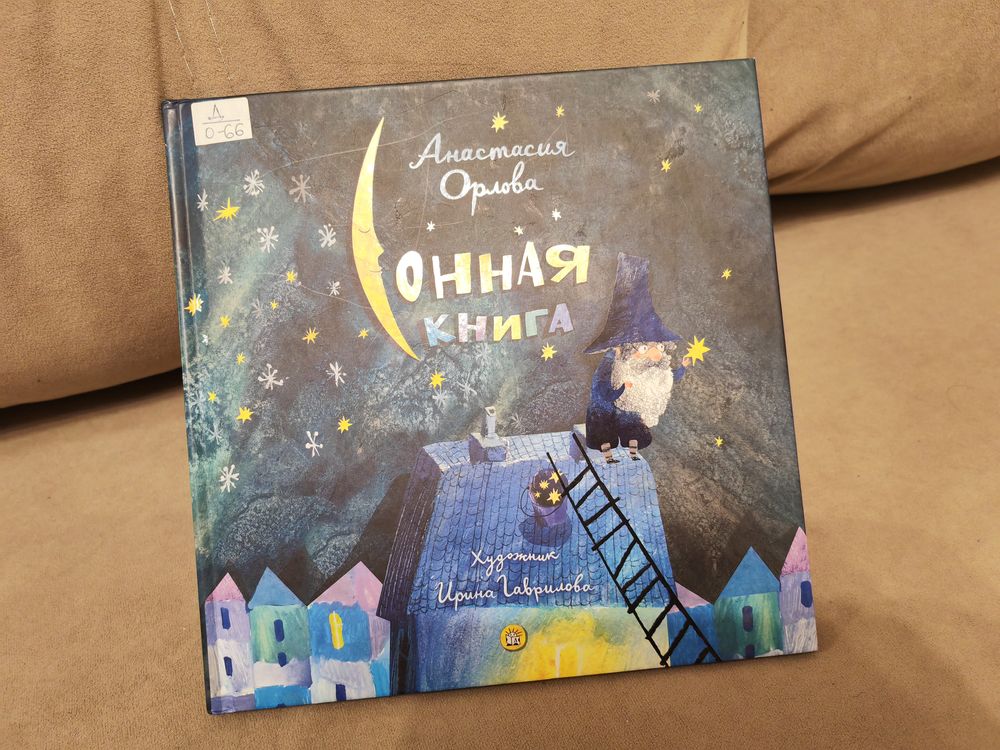 Д
О-66
Анастасия
Орлова
Сонная
книга
Художник
Ирина Гаврилова